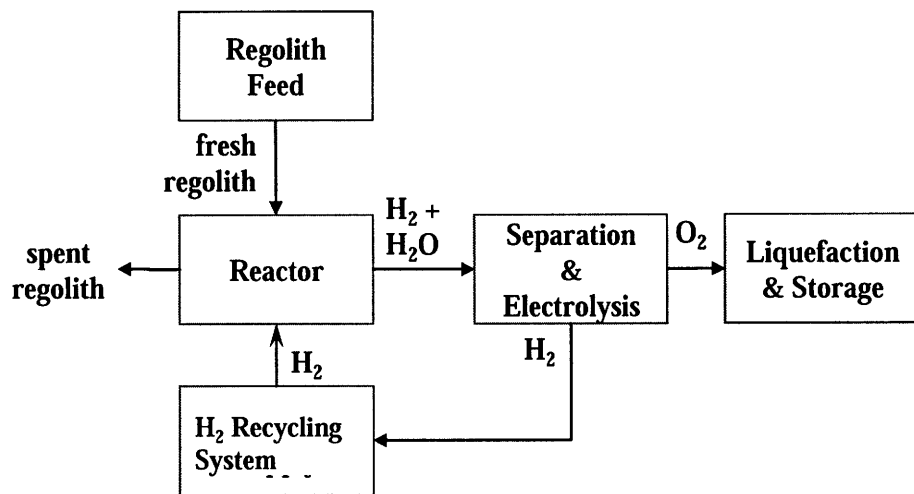 Regolith
Feed
fresh
regolith
H₂ +
H₂O
spent
regolith
Reactor
Separation
&
Electrolysis
O₂
Liquefaction
& Storage
H₂
H₂
H₂ Recycling
System